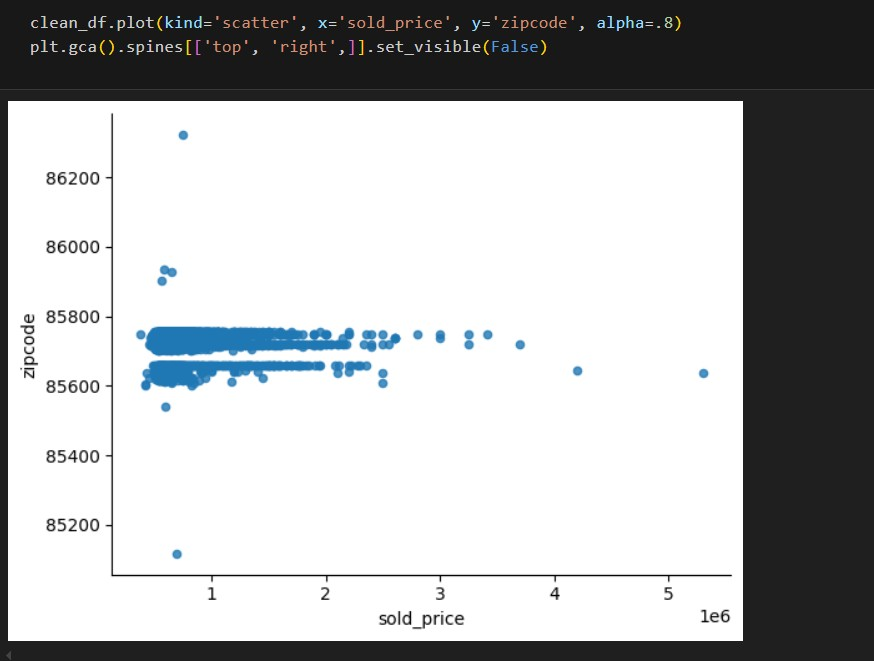 clean_df.plot(kind='scatter', x='sold_price', y='zipcode', alpha=.8)
plt.gca().spines[['top', 'right',]].set_visible(False)
86200
86000
85800
85600
85400
85200
zipcode
1 2 3 4 5
1e6
sold_price